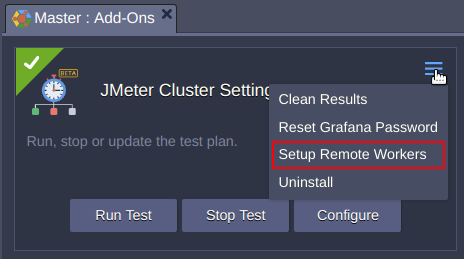 Master : Add-Ons
BETA
JMeter Cluster Setting
Run, stop or update the test plan.
Clean Results
Reset Grafana Password
Setup Remote Workers
Uninstall
Run Test
Stop Test
Configure